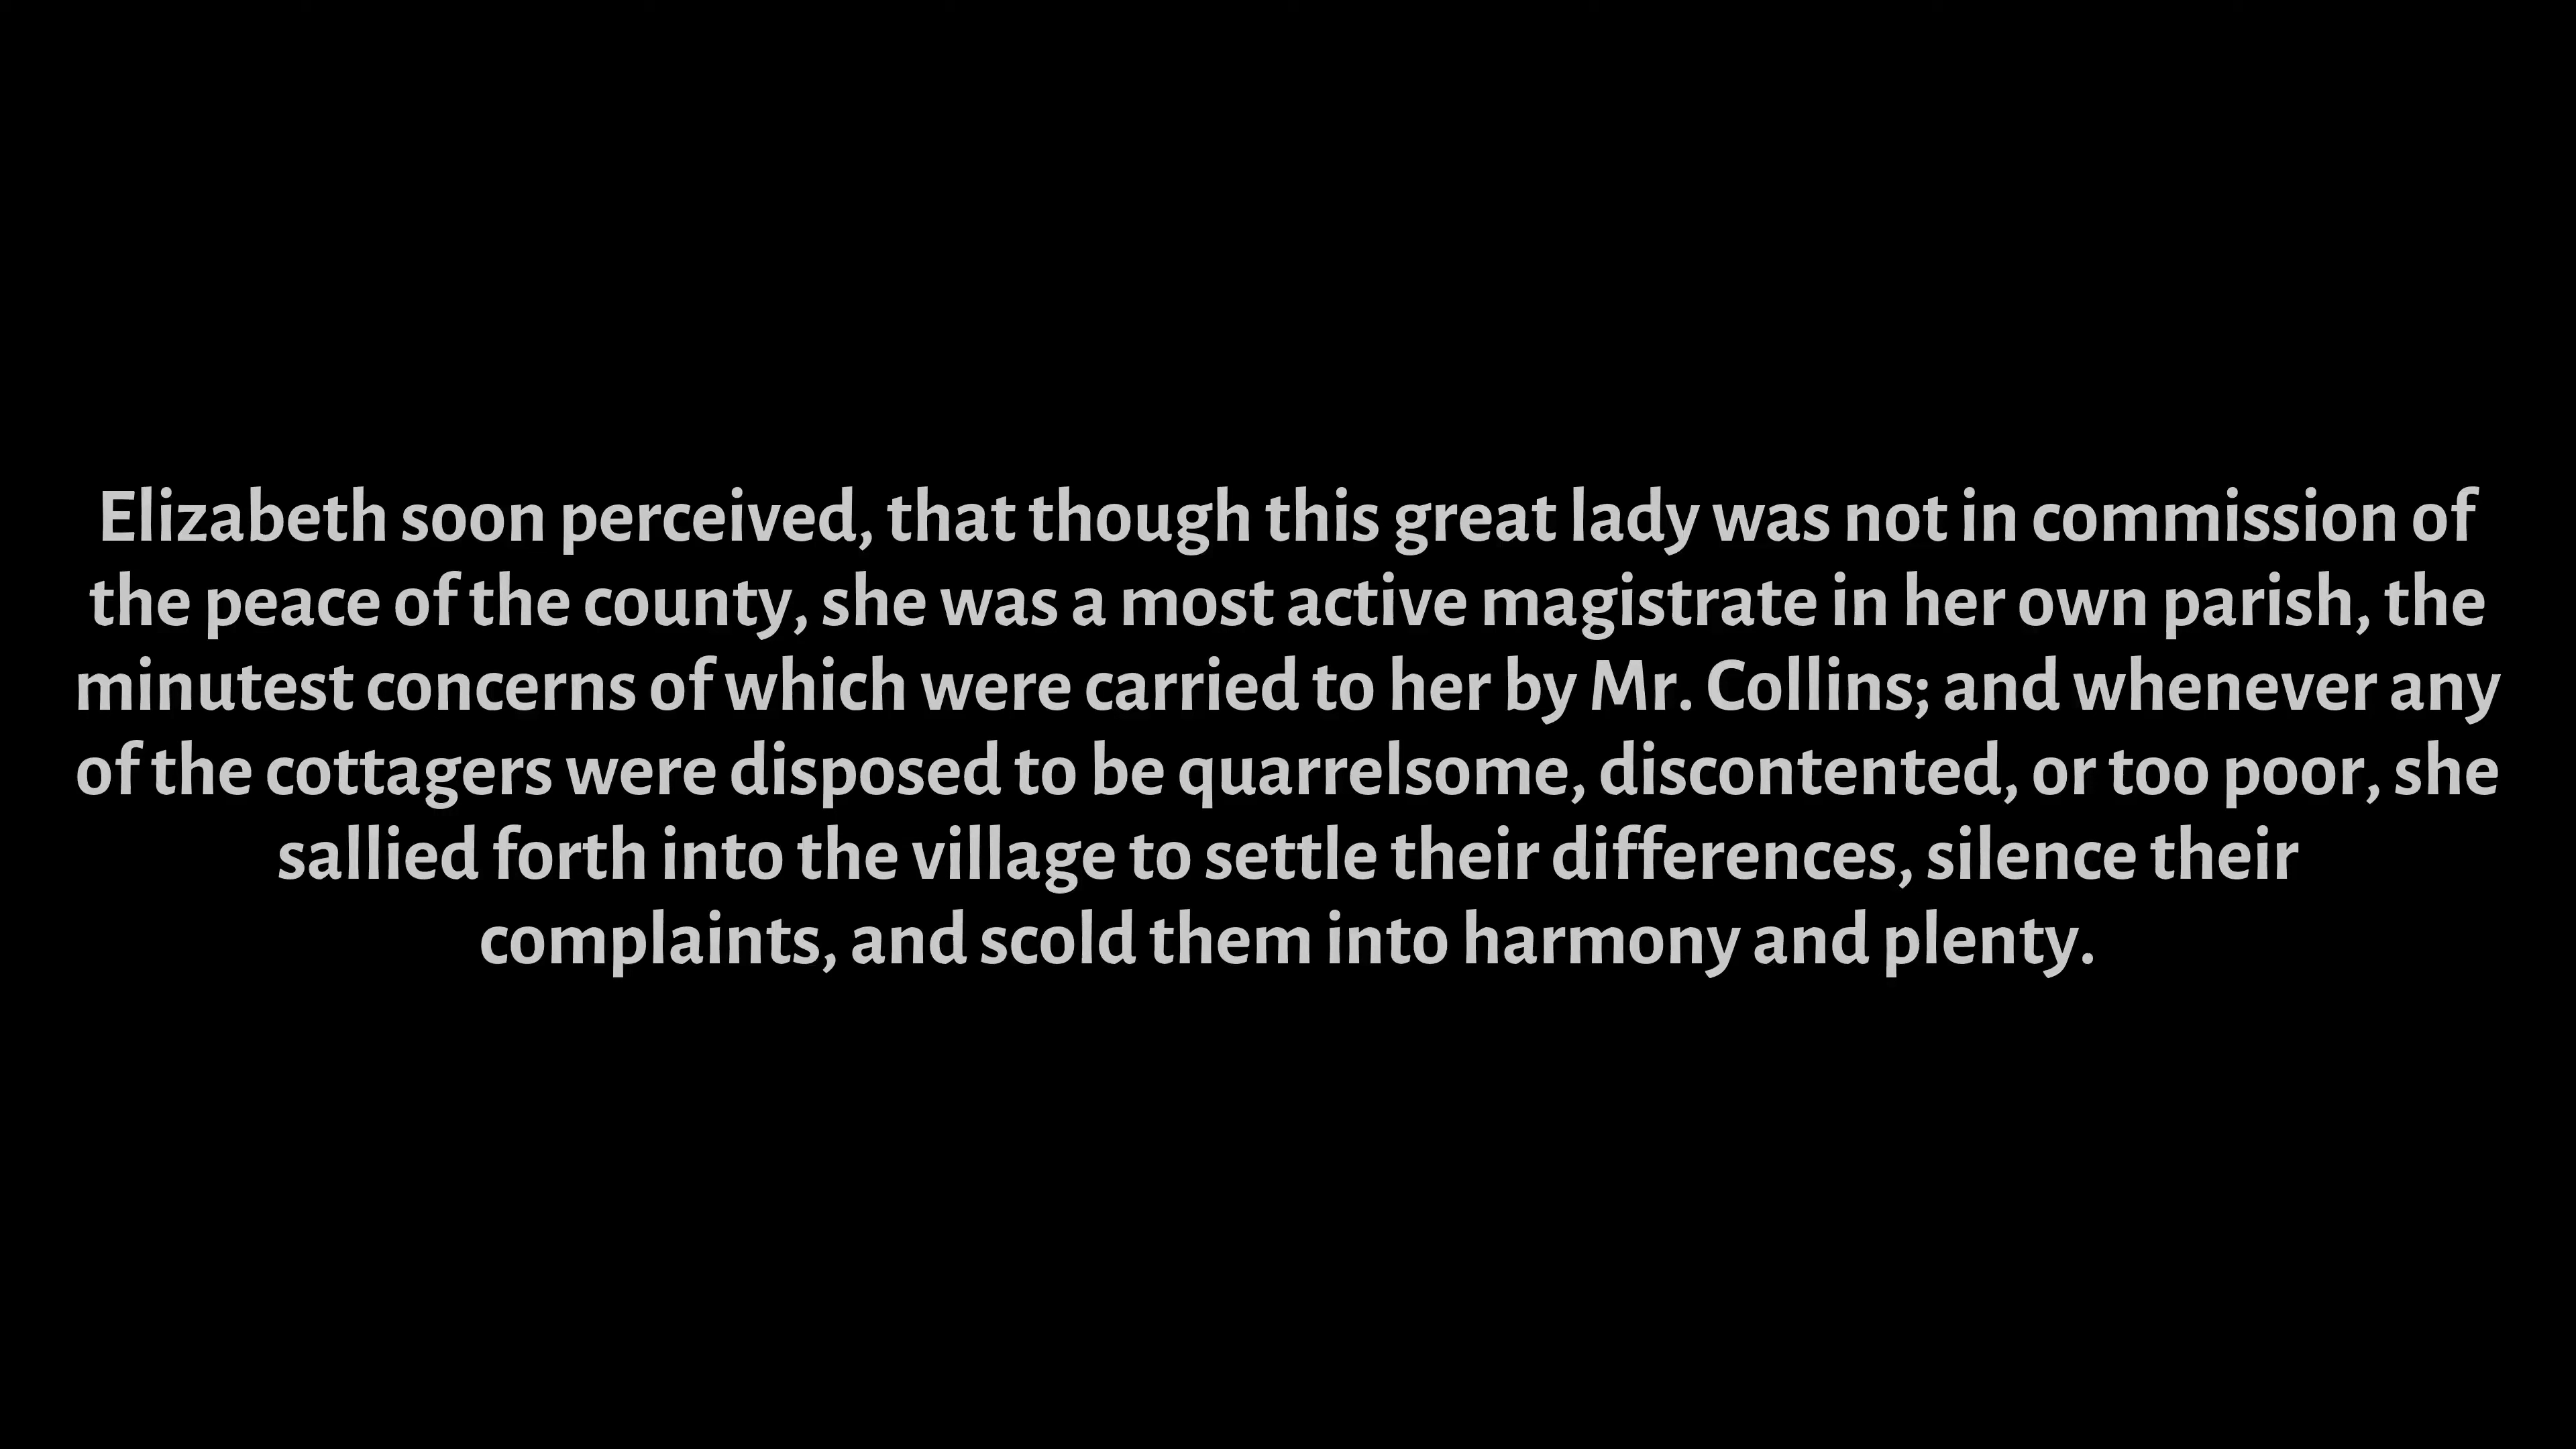 Elizabeth soon perceived, that though this great lady was not in commission of
the peace of the county, she was a most active magistrate in her own parish, the
minutest concerns of which were carried to her by Mr. Collins; and whenever any
of the cottagers were disposed to be quarrelsome, discontented, or too poor, she
sallied forth into the village to settle their differences, silence their
complaints, and scold them into harmony and plenty.